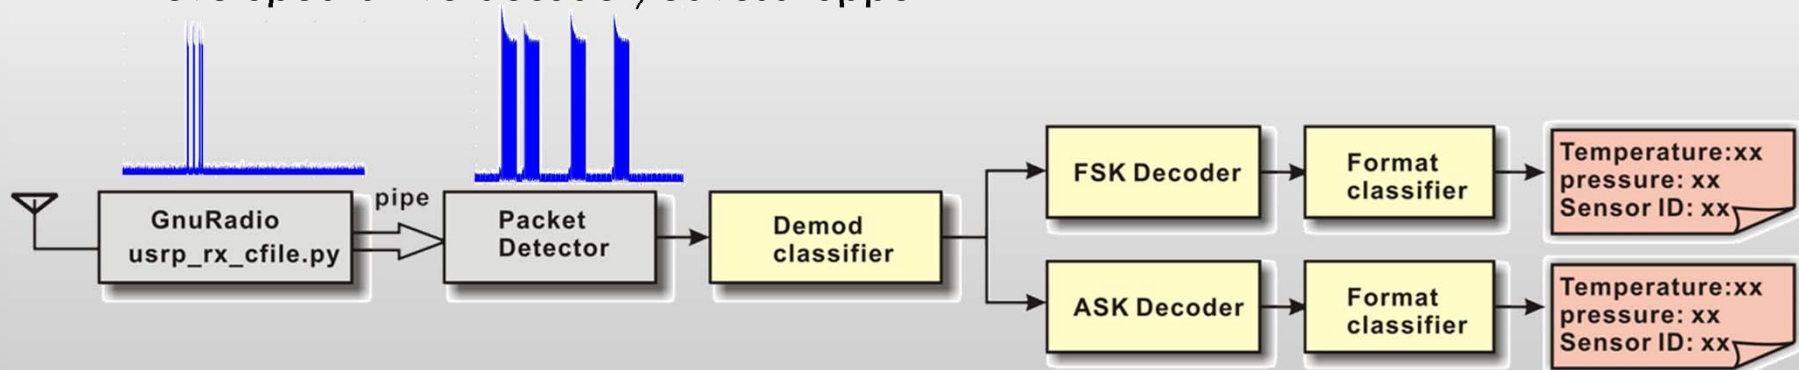 pipe
GnuRadio
usrp_rx_cfile.py
Packet
Detector
Demod
classifier
FSK Decoder
Format
classifier
Temperature:xx
pressure: xx
Sensor ID: xx
ASK Decoder
Format
classifier
Temperature:xx
pressure: xx
Sensor ID: xx